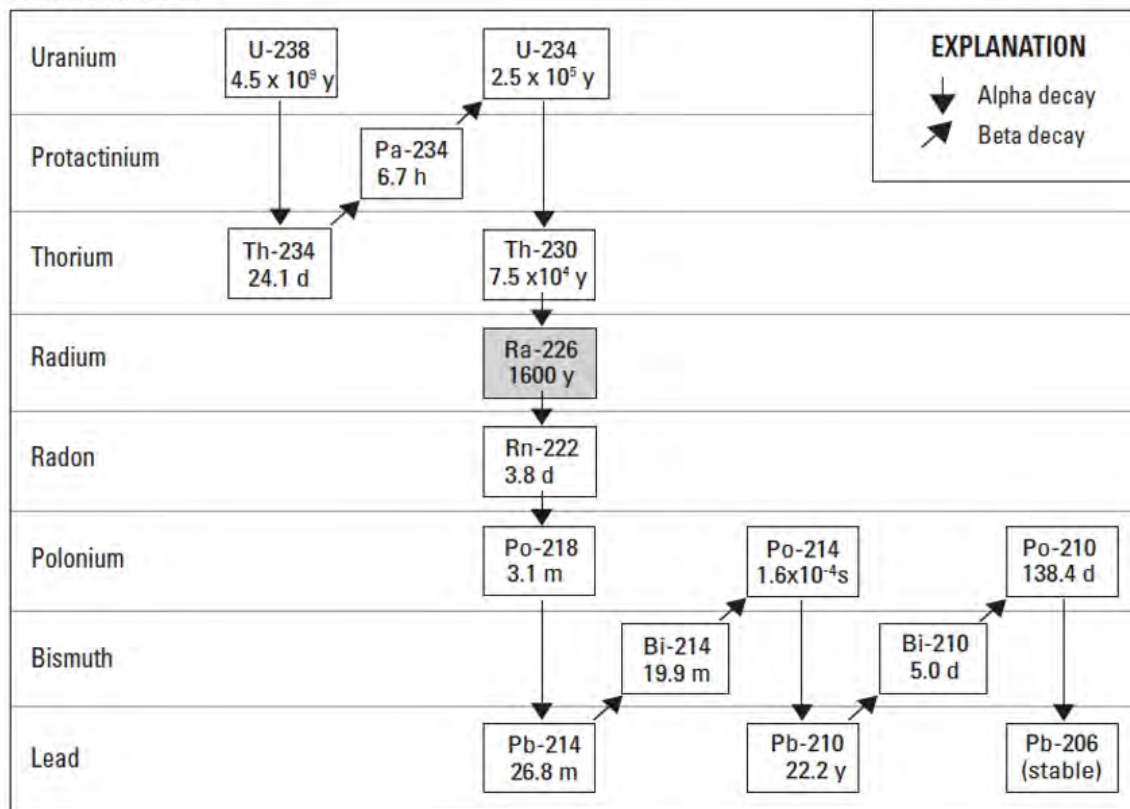 Uranium
U-238
4.5 x 10⁹ y
U-234
2.5 x 10⁵ y
EXPLANATION
Alpha decay
Beta decay
Protactinium
Pa-234
6.7 h
Thorium
Th-234
24.1 d
Th-230
7.5 x10⁴ y
Radium
Ra-226
1600 y
Radon
Rn-222
3.8 d
Polonium
Po-218
3.1 m
Po-214
1.6x10⁻⁴s
Po-210
138.4 d
Bismuth
Bi-214
19.9 m
Bi-210
5.0 d
Lead
Pb-214
26.8 m
Pb-210
22.2 y
Pb-206
(stable)